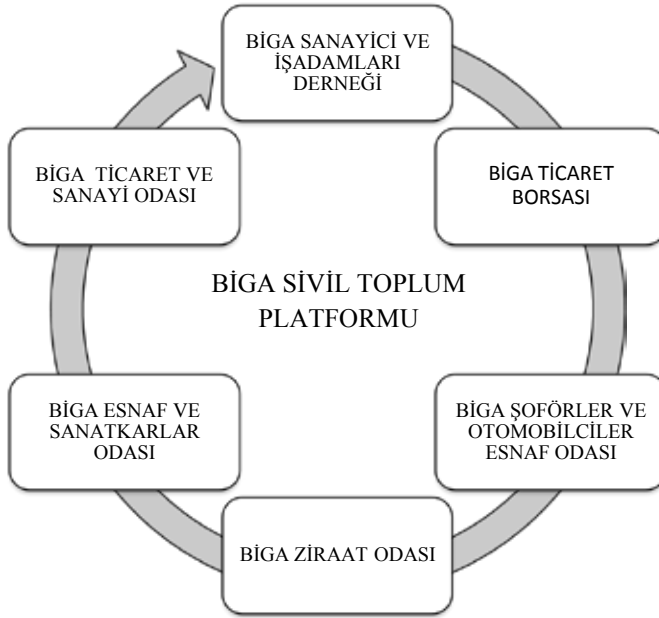 BİGA SANAYİCİ VE
İŞADAMLARI
DERNEĞİ
BİGA TİCARET VE
SANAYİ ODASI
BİGA TİCARET
BORSASI
BİGA SİVİL TOPLUM
PLATFORMU
BİGA ESNAF VE
SANATKARLAR
ODASI
BİGA ŞOFÖRLER VE
OTOMOBİLCİLER
ESNAF ODASI
BİGA ZİRAAT ODASI